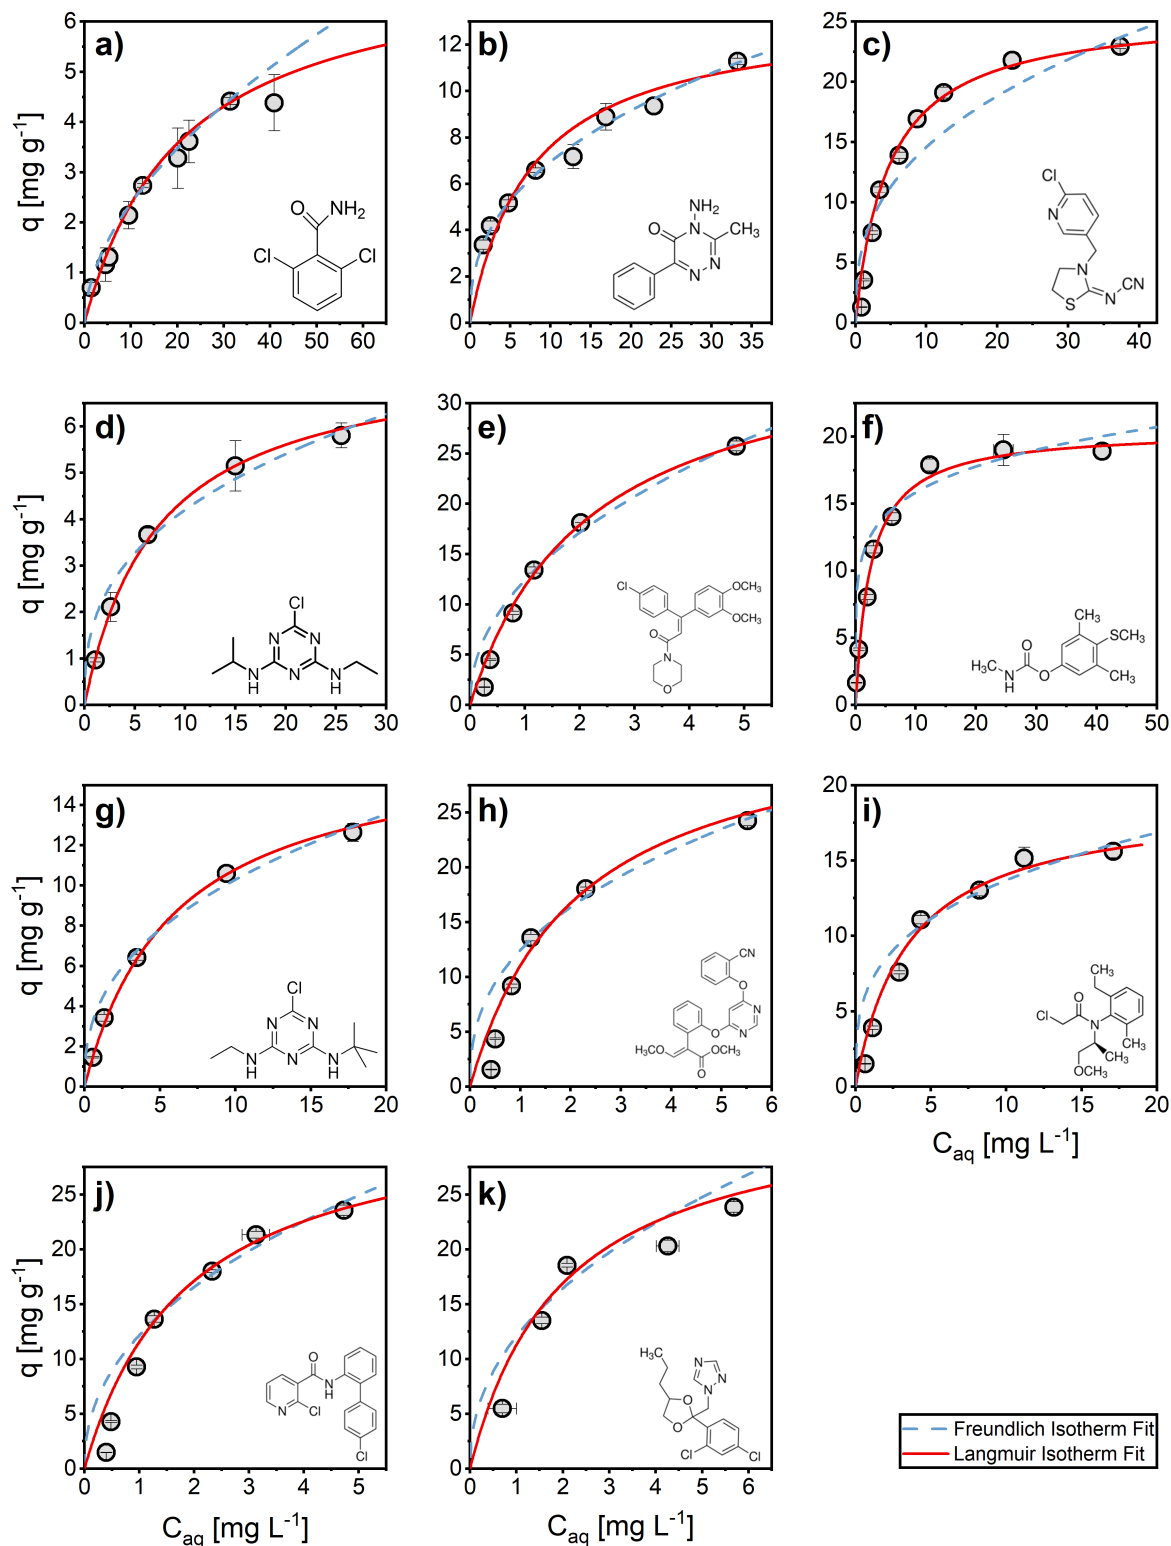 a)
q [mg g⁻¹]
6
5
4
3
2
1
0
0 10 20 30 40 50 60
O
NH₂
Cl
Cl
b)
12
10
8
6
4
2
0
0 5 10 15 20 25 30 35
NH₂
O
N
CH₃
N
N
c)
25
20
15
10
5
0
0 10 20 30 40
Cl
N
N
S
N
CN
d)
q [mg g⁻¹]
6
5
4
3
2
1
0
0 5 10 15 20 25 30
Cl
N
N
N
N
H
N
H
e)
30
25
20
15
10
5
0
0 1 2 3 4 5
Cl
OCH₃
OCH₃
O
N
O
f)
20
15
10
5
0
0 10 20 30 40 50
CH₃
SCH₃
O
H₃C
N
H
O
CH₃
g)
q [mg g⁻¹]
14
12
10
8
6
4
2
0
0 5 10 15 20
Cl
N
N
N
N
H
N
H
h)
25
20
15
10
5
0
0 1 2 3 4 5 6
CN
O
N
N
O
H₃CO
OCH₃
O
i)
20
15
10
5
0
0 5 10 15 20
C_aq [mg L⁻¹]
H₃C
O
Cl
N
CH₃
CH₃
OCH₃
j)
q [mg g⁻¹]
25
20
15
10
5
0
0 1 2 3 4 5
C_aq [mg L⁻¹]
O
N
H
N
Cl
Cl
k)
25
20
15
10
5
0
0 1 2 3 4 5 6
C_aq [mg L⁻¹]
H₃C
N
N
N
O
O
Cl
Cl
Freundlich Isotherm Fit
Langmuir Isotherm Fit